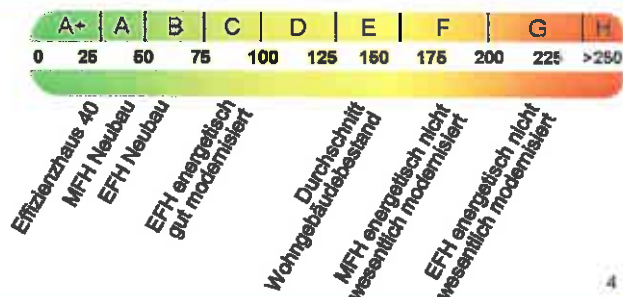 A+ A B C D E F G H
0 25 50 75 100 125 150 175 200 225 >250
Effizienzhaus 40
MFH Neubau
EFH Neubau
EFH energetisch
gut modernisiert
Durchschnitt
Wohngebäudebestand
MFH energetisch nicht
wesentlich modernisiert
EFH energetisch nicht
wesentlich modernisiert
4